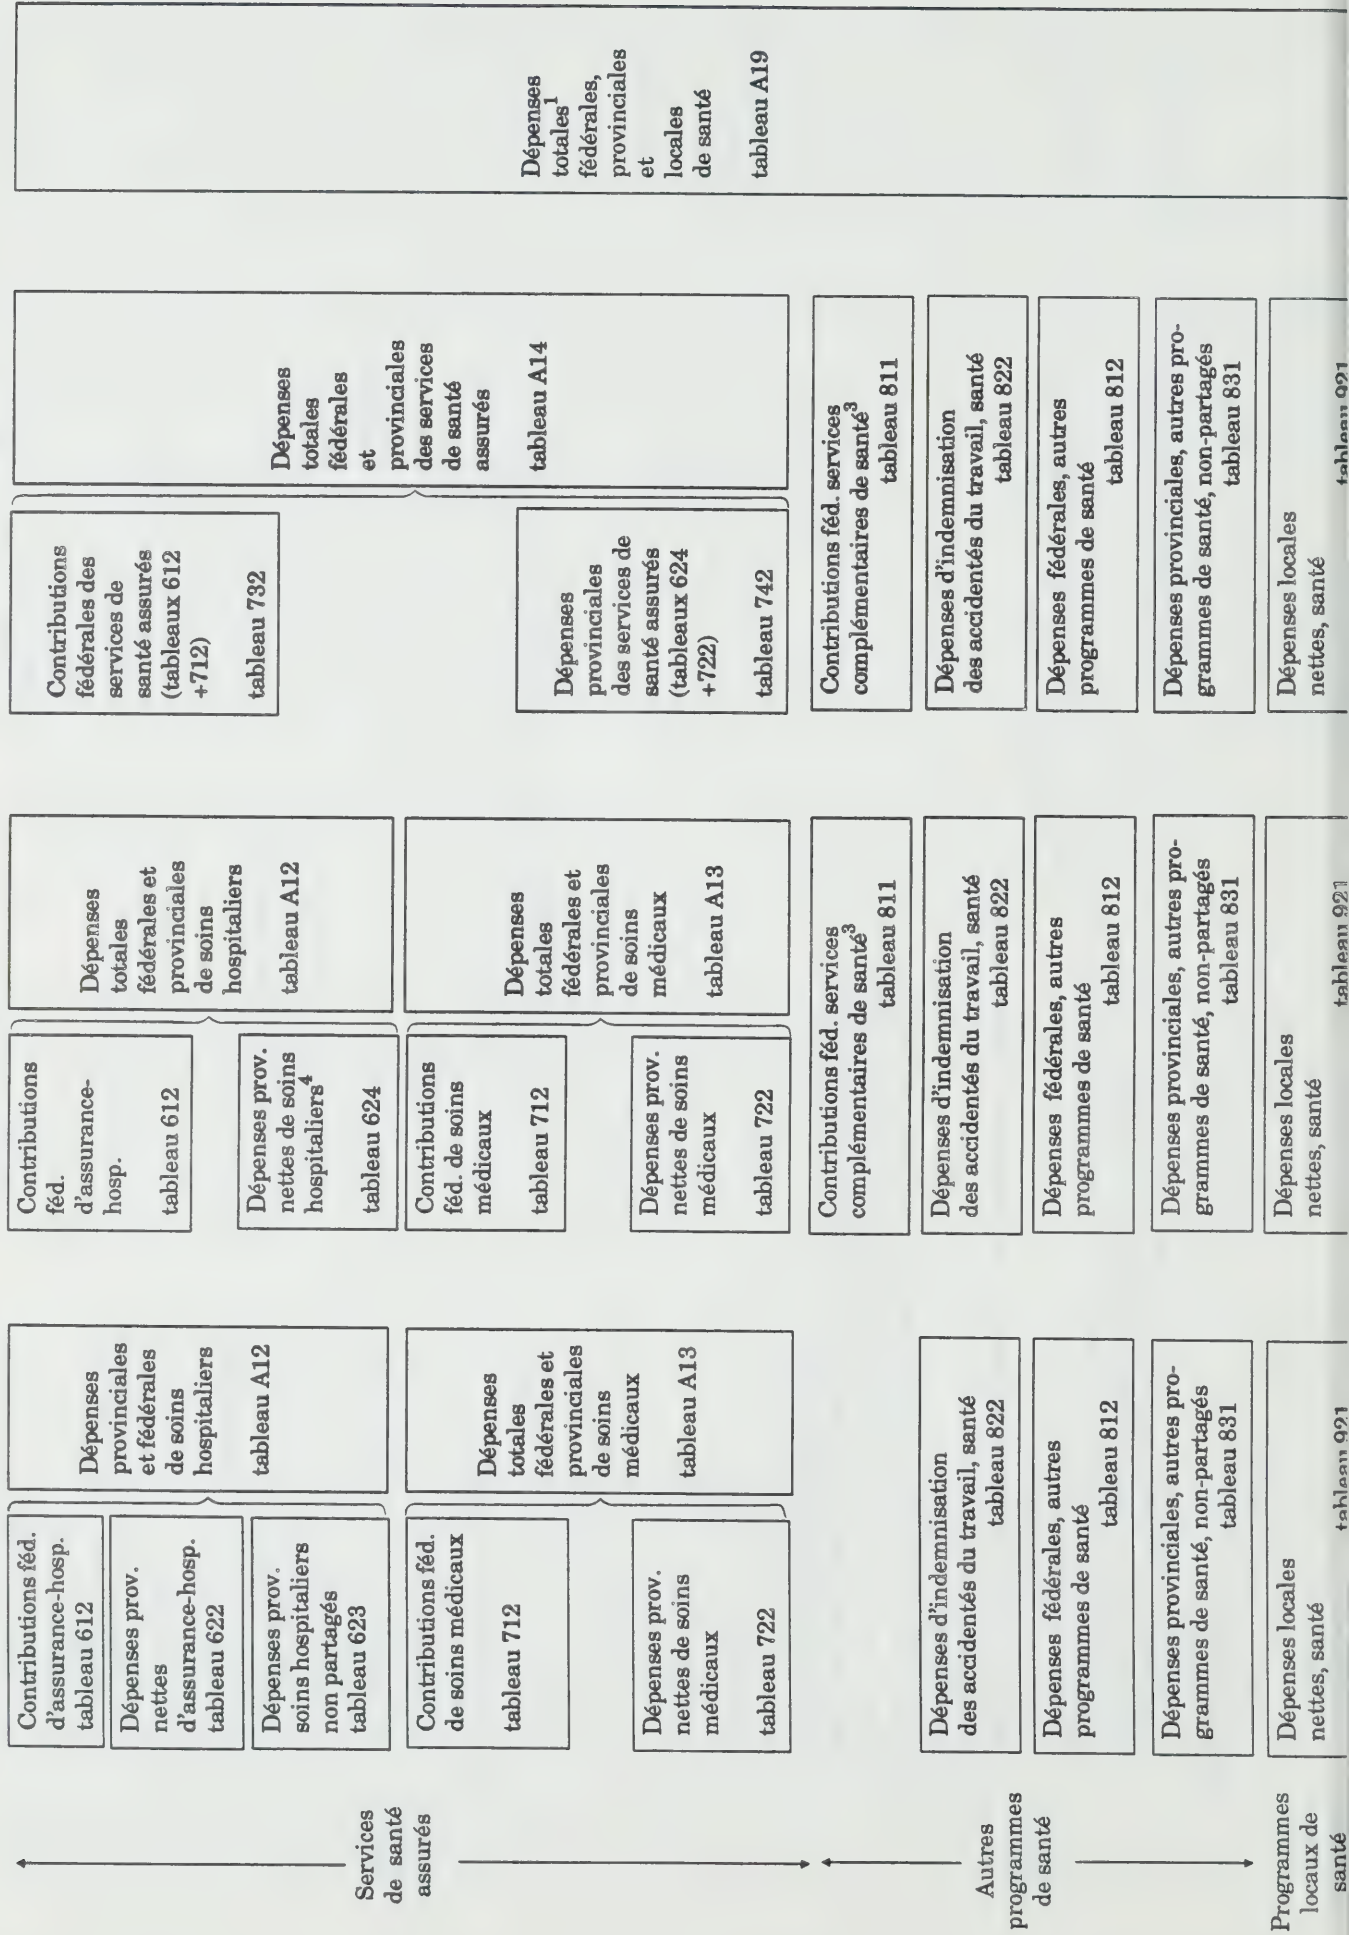 Services
de santé
assurés
Autres
programmes
de santé
Programmes
locaux de
santé
Contributions féd.
d'assurance-hosp.
tableau 612
Dépenses prov.
nettes
d'assurance-hosp.
tableau 622
Dépenses prov.
soins hospitaliers
non partagés
tableau 623
Dépenses
provinciales
et fédérales
de soins
hospitaliers
tableau A12
Contributions féd.
de soins médicaux
tableau 712
Dépenses prov.
nettes de soins
médicaux
tableau 722
Dépenses
totales
fédérales et
provinciales
de soins
médicaux
tableau A13
Dépenses d'indemnisation
des accidentés du travail, santé
tableau 822
Dépenses fédérales, autres
programmes de santé
tableau 812
Dépenses provinciales, autres pro-
grammes de santé, non-partagés
tableau 831
Dépenses locales
nettes, santé
tableau 921
Contributions
féd.
d'assurance-
hosp.
tableau 612
Dépenses prov.
nettes de soins
hospitaliers4
tableau 624
Dépenses
totales
fédérales et
provinciales
de soins
hospitaliers
tableau A12
Contributions
féd. de soins
médicaux
tableau 712
Dépenses prov.
nettes de soins
médicaux
tableau 722
Dépenses
totales
fédérales et
provinciales
de soins
médicaux
tableau A13
Contributions féd. services
complémentaires de santé3
tableau 811
Dépenses d'indemnisation
des accidentés du travail, santé
tableau 822
Dépenses fédérales, autres
programmes de santé
tableau 812
Dépenses provinciales, autres pro-
grammes de santé, non-partagés
tableau 831
Dépenses locales
nettes, santé
tableau 921
Contributions
fédérales des
services de
santé assurés
(tableaux 612
+712)
tableau 732
Dépenses
provinciales
des services de
santé assurés
(tableaux 624
+722)
tableau 742
Dépenses
totales
fédérales
et
provinciales
des services
de santé
assurés
tableau A14
Contributions féd. services
complémentaires de santé3
tableau 811
Dépenses d'indemnisation
des accidentés du travail, santé
tableau 822
Dépenses fédérales, autres
programmes de santé
tableau 812
Dépenses provinciales, autres pro-
grammes de santé, non-partagés
tableau 831
Dépenses locales
nettes, santé
tableau 921
Dépenses
totales1
fédérales,
provinciales
et
locales
de santé
tableau A19